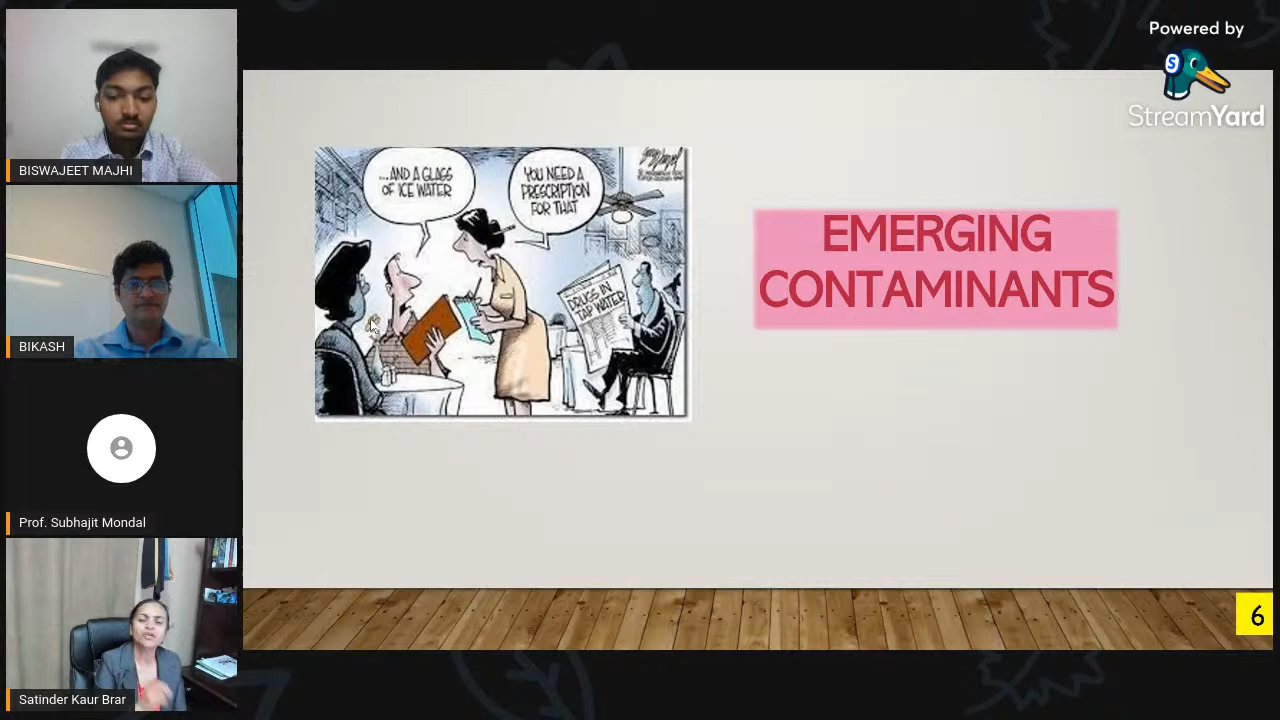 Powered by
S
StreamYard
BISWAJEET MAJHI
BIKASH
Prof. Subhajit Mondal
Satinder Kaur Brar
...AND A GLASS
OF ICE WATER
YOU NEED A
PRESCRIPTION
FOR THAT
DRUGS IN
TAP WATER
EMERGING
CONTAMINANTS
6